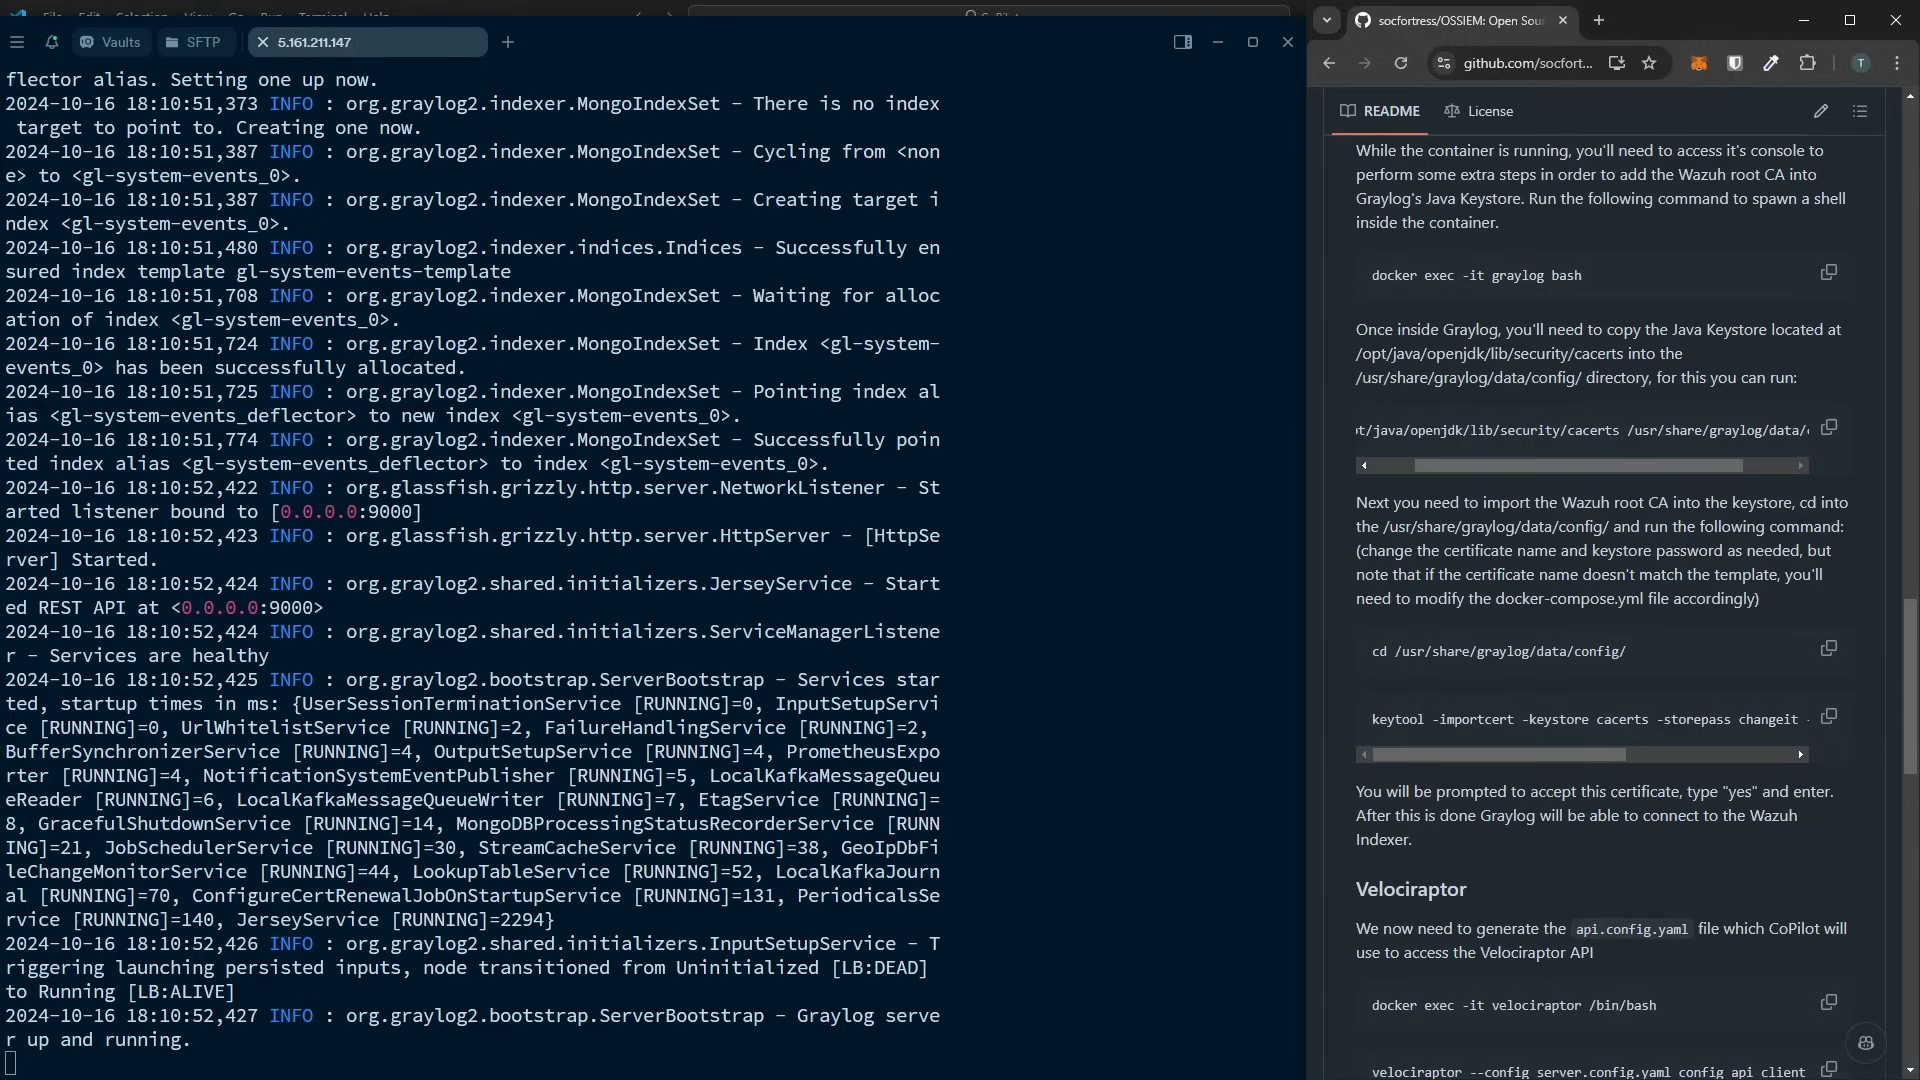 Vaults
SFTP
5.161.211.147
flector alias. Setting one up now.
2024-10-16 18:10:51,373 INFO : org.graylog2.indexer.MongoIndexSet - There is no index
target to point to. Creating one now.
2024-10-16 18:10:51,387 INFO : org.graylog2.indexer.MongoIndexSet - Cycling from <non
e> to <gl-system-events_0>.
2024-10-16 18:10:51,387 INFO : org.graylog2.indexer.MongoIndexSet - Creating target i
ndex <gl-system-events_0>.
2024-10-16 18:10:51,480 INFO : org.graylog2.indexer.indices.Indices - Successfully en
sured index template gl-system-events-template
2024-10-16 18:10:51,708 INFO : org.graylog2.indexer.MongoIndexSet - Waiting for alloc
ation of index <gl-system-events_0>.
2024-10-16 18:10:51,724 INFO : org.graylog2.indexer.MongoIndexSet - Index <gl-system-
events_0> has been successfully allocated.
2024-10-16 18:10:51,725 INFO : org.graylog2.indexer.MongoIndexSet - Pointing index al
ias <gl-system-events_deflector> to new index <gl-system-events_0>.
2024-10-16 18:10:51,774 INFO : org.graylog2.indexer.MongoIndexSet - Successfully poin
ted index alias <gl-system-events_deflector> to index <gl-system-events_0>.
2024-10-16 18:10:52,422 INFO : org.glassfish.grizzly.http.server.NetworkListener - St
arted listener bound to [0.0.0.0:9000]
2024-10-16 18:10:52,423 INFO : org.glassfish.grizzly.http.server.HttpServer - [HttpSe
rver] Started.
2024-10-16 18:10:52,424 INFO : org.graylog2.shared.initializers.JerseyService - Start
ed REST API at <0.0.0.0:9000>
2024-10-16 18:10:52,424 INFO : org.graylog2.shared.initializers.ServiceManagerListene
r - Services are healthy
2024-10-16 18:10:52,425 INFO : org.graylog2.bootstrap.ServerBootstrap - Services star
ted, startup times in ms: {UserSessionTerminationService [RUNNING]=0, InputSetupServi
ce [RUNNING]=0, UrlWhitelistService [RUNNING]=2, FailureHandlingService [RUNNING]=2,
BufferSynchronizerService [RUNNING]=4, OutputSetupService [RUNNING]=4, PrometheusExpo
rter [RUNNING]=4, NotificationSystemEventPublisher [RUNNING]=5, LocalKafkaMessageQueu
eReader [RUNNING]=6, LocalKafkaMessageQueueWriter [RUNNING]=7, EtagService [RUNNING]=
8, GracefulShutdownService [RUNNING]=14, MongoDBProcessingStatusRecorderService [RUNN
ING]=21, JobSchedulerService [RUNNING]=30, StreamCacheService [RUNNING]=38, GeoIpDbFi
leChangeMonitorService [RUNNING]=44, LookupTableService [RUNNING]=52, LocalKafkaJourn
al [RUNNING]=70, ConfigureCertRenewalJobOnStartupService [RUNNING]=131, PeriodicalsSe
rvice [RUNNING]=140, JerseyService [RUNNING]=2294}
2024-10-16 18:10:52,426 INFO : org.graylog2.shared.initializers.InputSetupService - T
riggering launching persisted inputs, node transitioned from Uninitialized [LB:DEAD]
to Running [LB:ALIVE]
2024-10-16 18:10:52,427 INFO : org.graylog2.bootstrap.ServerBootstrap - Graylog serve
r up and running.
socfortress/OSSIEM: Open Sour
github.com/socfort...
T
README
License
While the container is running, you'll need to access it's console to
perform some extra steps in order to add the Wazuh root CA into
Graylog's Java Keystore. Run the following command to spawn a shell
inside the container.
docker exec -it graylog bash
Once inside Graylog, you'll need to copy the Java Keystore located at
/opt/java/openjdk/lib/security/cacerts into the
/usr/share/graylog/data/config/ directory, for this you can run:
t/java/openjdk/lib/security/cacerts /usr/share/graylog/data/
Next you need to import the Wazuh root CA into the keystore, cd into
the /usr/share/graylog/data/config/ and run the following command:
(change the certificate name and keystore password as needed, but
note that if the certificate name doesn't match the template, you'll
need to modify the docker-compose.yml file accordingly)
cd /usr/share/graylog/data/config/
keytool -importcert -keystore cacerts -storepass changeit -
You will be prompted to accept this certificate, type "yes" and enter.
After this is done Graylog will be able to connect to the Wazuh
Indexer.
Velociraptor
We now need to generate the api.config.yaml file which CoPilot will
use to access the Velociraptor API
docker exec -it velociraptor /bin/bash
velociraptor --config server.config.yaml config api_client